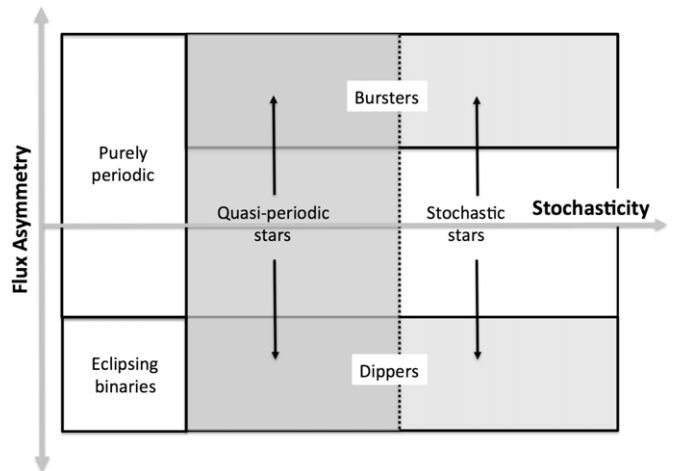 Bursters
Purely
periodic
Flux Asymmetry
Quasi-periodic
stars
Stochastic
stars
Stochasticity
Eclipsing
binaries
Dippers